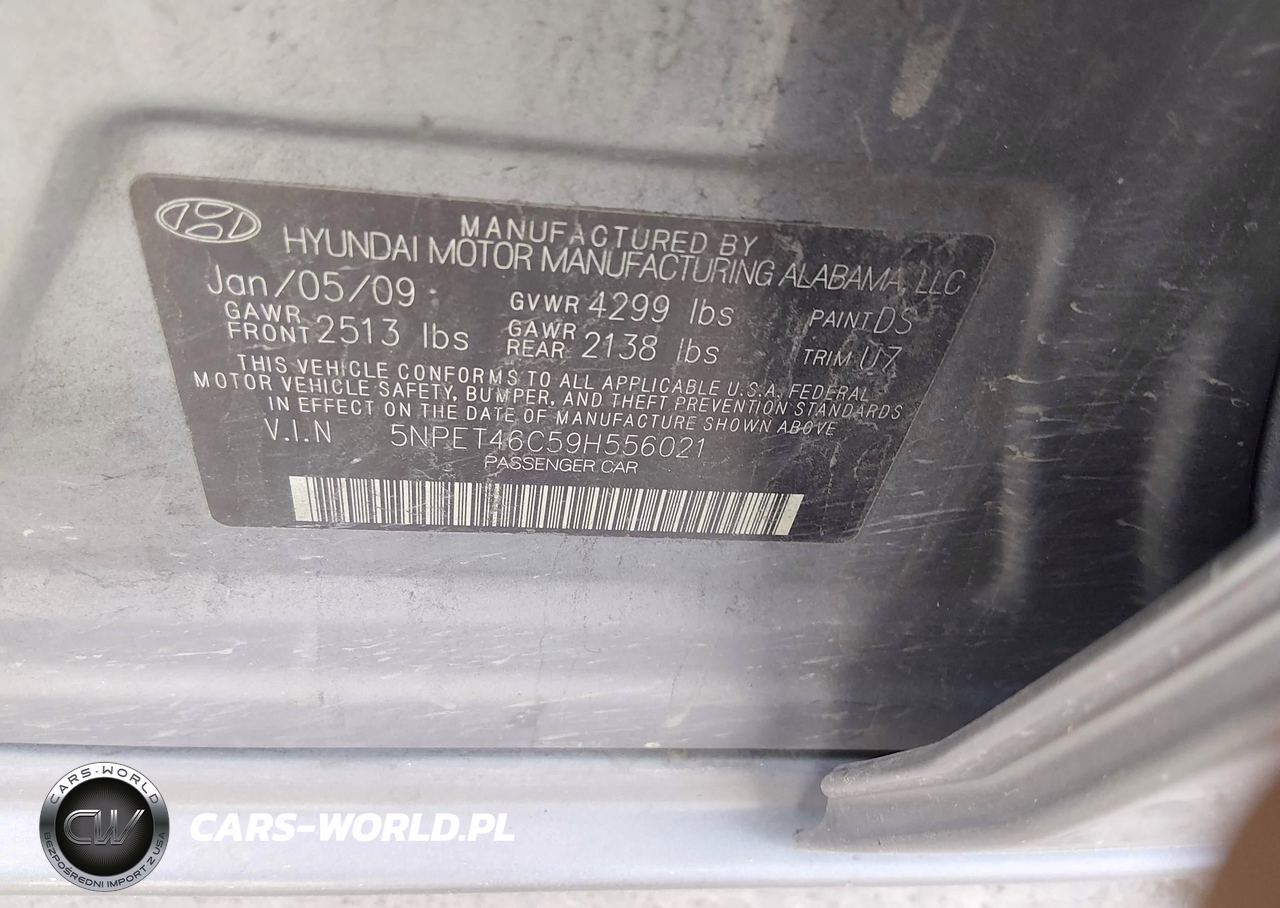 MANUFACTURED BY
HYUNDAI MOTOR MANUFACTURING ALABAMA, LLC
Jan/05/09 GVWR 4299 lbs PAINT DS
GAWR FRONT 2513 lbs GAWR REAR 2138 lbs TRIM U7
THIS VEHICLE CONFORMS TO ALL APPLICABLE U.S.A. FEDERAL
MOTOR VEHICLE SAFETY, BUMPER, AND THEFT PREVENTION STANDARDS
IN EFFECT ON THE DATE OF MANUFACTURE SHOWN ABOVE
V.I.N 5NPET46C59H556021
PASSENGER CAR
CARS-WORLD
CW
BEZPOŚREDNI IMPORT Z USA
CARS-WORLD.PL